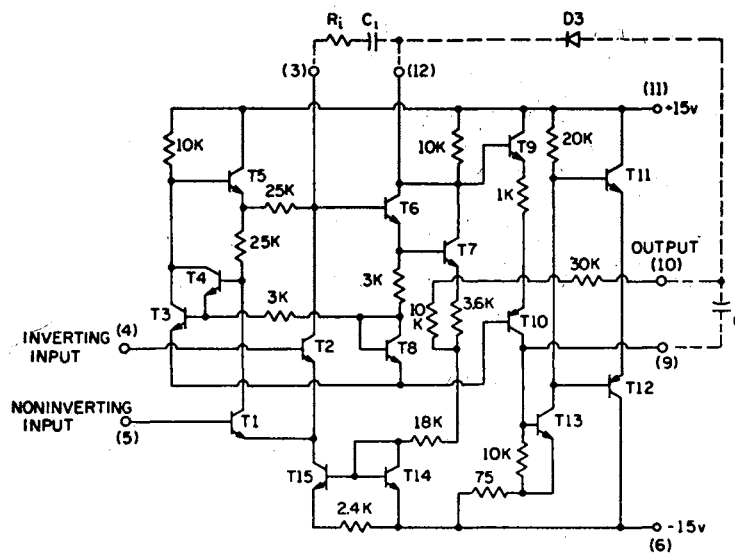 Ri C1 D3
(3) (12)
(11)
+15v
10K
10K
T9
20K
T5
T11
25K
T6
1K
25K
T7
OUTPUT
(10)
T4
3K
30K
T3
3K
10
K
3.6K
T10
INVERTING
INPUT
(4)
T2
T8
(9)
T12
NONINVERTING
INPUT
(5)
T1
18K
T13
10K
T15
T14
75
2.4K
-15v
(6)